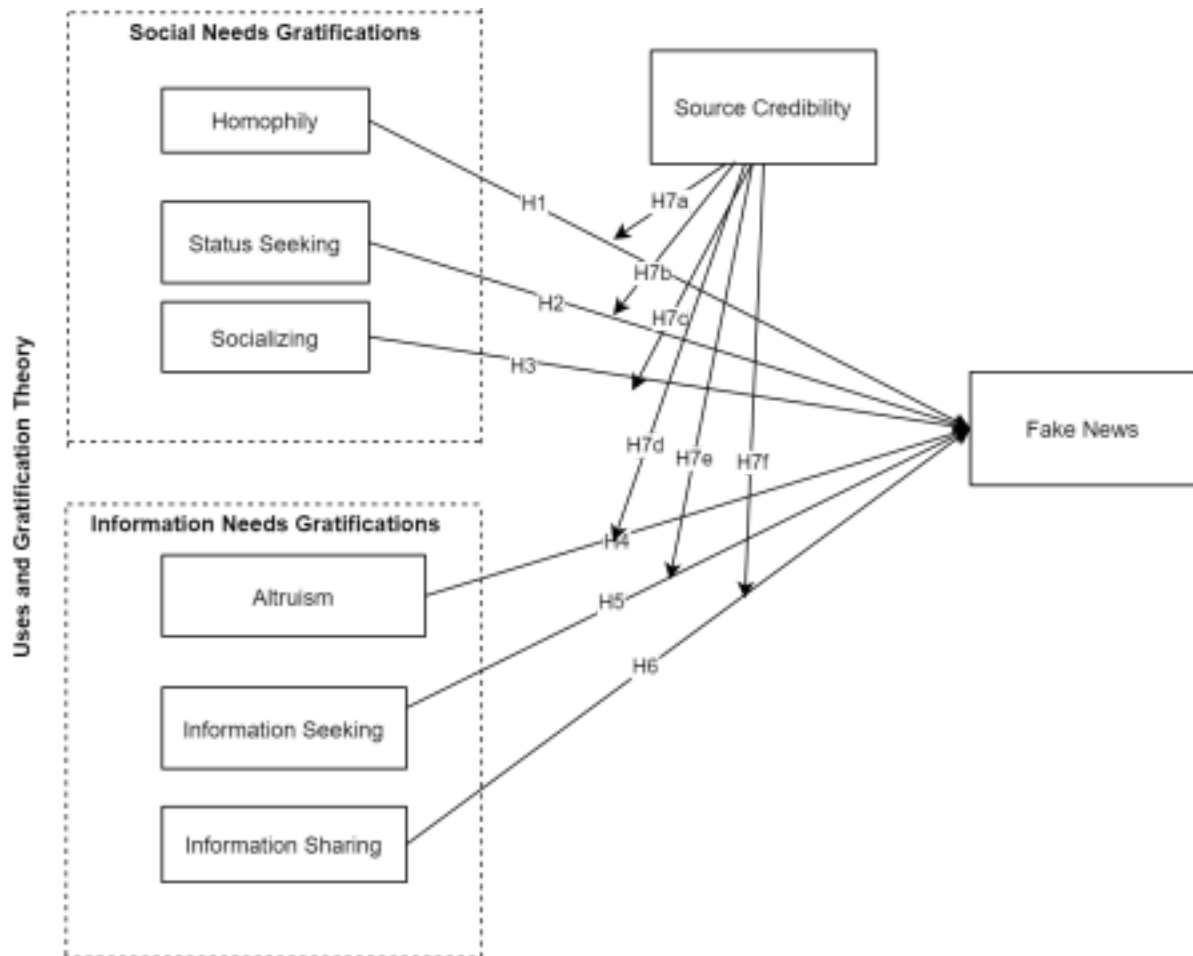 Social Needs Gratifications
Homophily
Status Seeking
Socializing
Source Credibility
H1
H2
H3
H7a
H7b
H7c
H7d
H7e
H7f
Fake News
Uses and Gratification Theory
Information Needs Gratifications
Altruism
Information Seeking
Information Sharing
H4
H5
H6